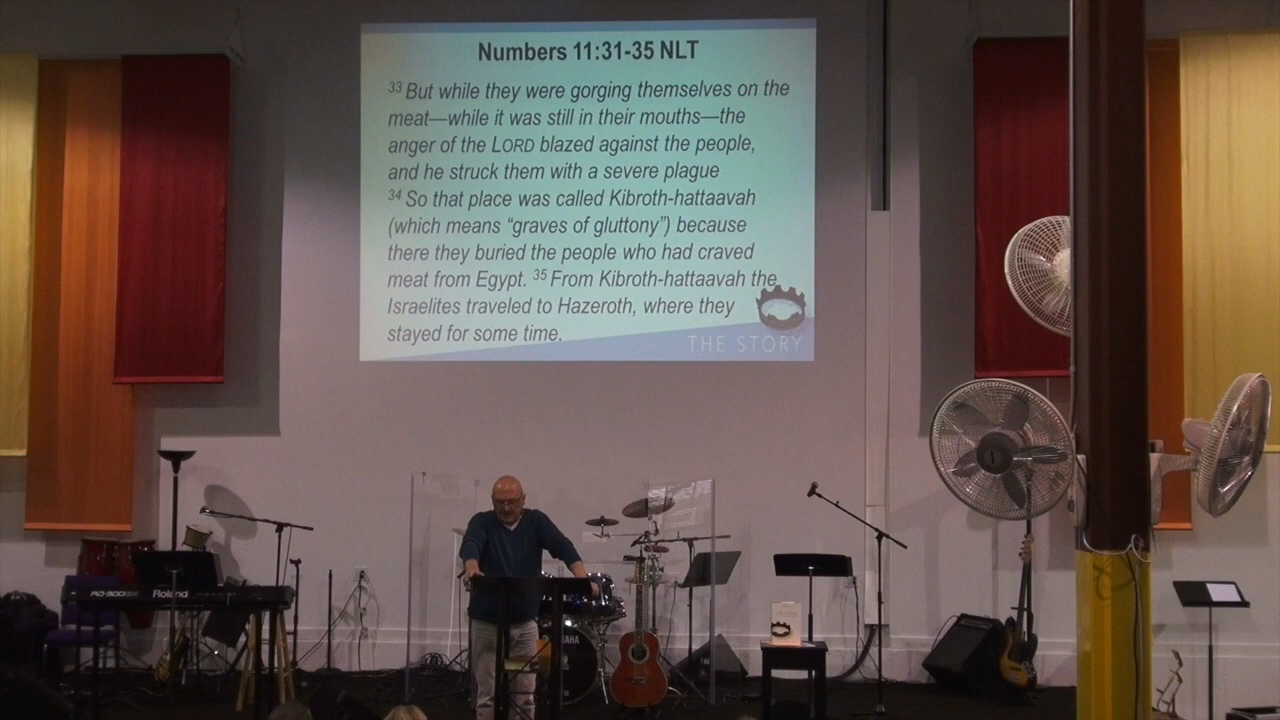 Numbers 11:31-35 NLT
33 But while they were gorging themselves on the
meat—while it was still in their mouths—the
anger of the LORD blazed against the people,
and he struck them with a severe plague
34 So that place was called Kibroth-hattaavah
(which means “graves of gluttony”) because
there they buried the people who had craved
meat from Egypt. 35 From Kibroth-hattaavah the
Israelites traveled to Hazeroth, where they
stayed for some time.
THE STORY
Roland
YAMAHA